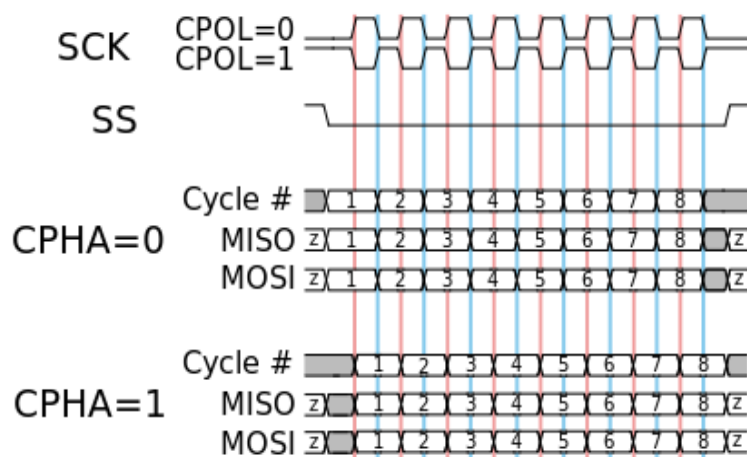 CPOL=0
SCK
CPOL=1
SS
Cycle # 1 2 3 4 5 6 7 8
CPHA=0
MISO z 1 2 3 4 5 6 7 8 z
MOSI z 1 2 3 4 5 6 7 8 z
Cycle # 1 2 3 4 5 6 7 8
CPHA=1
MISO z 1 2 3 4 5 6 7 8 z
MOSI z 1 2 3 4 5 6 7 8 z